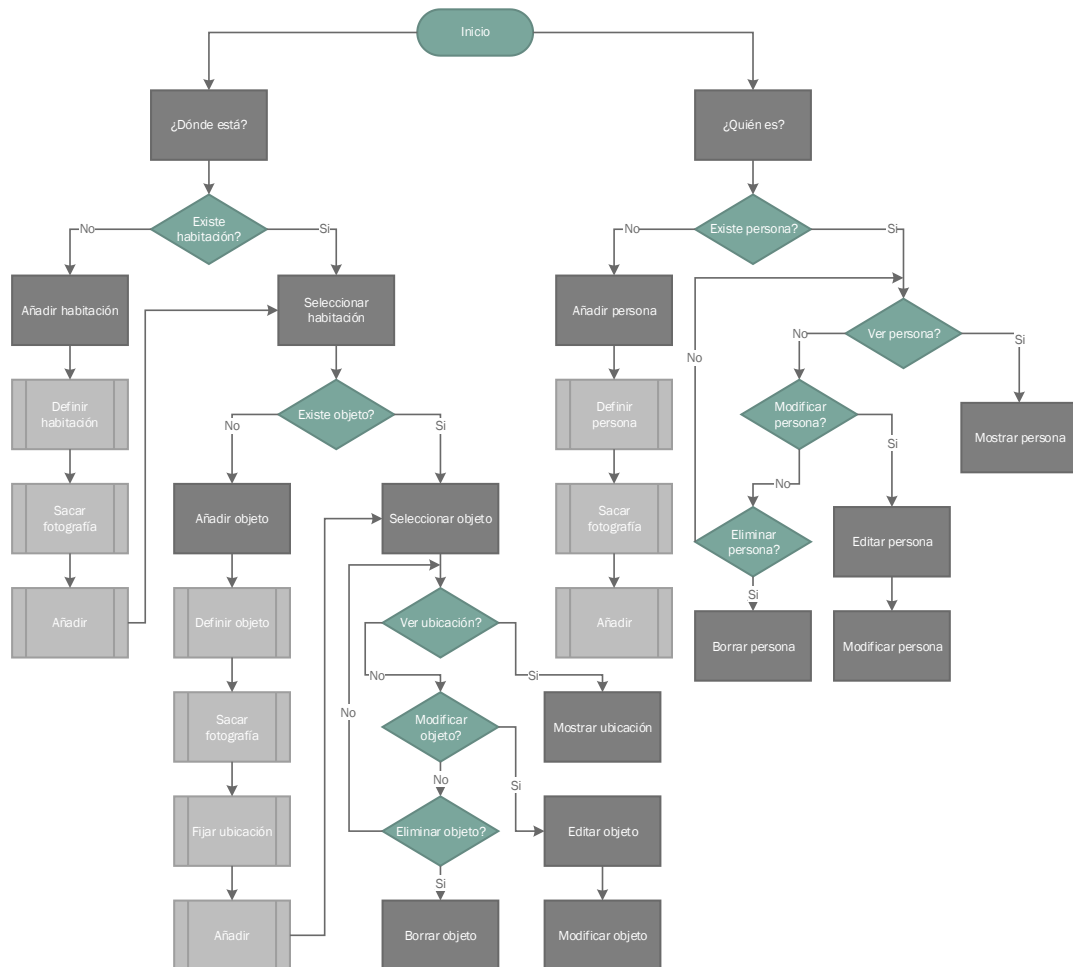 Inicio
¿Dónde está?
¿Quién es?
Existe
habitación?
No
Si
Existe persona?
No
Si
Añadir habitación
Seleccionar
habitación
Añadir persona
Ver persona?
No
Si
No
Definir
habitación
Existe objeto?
No
Si
Definir
persona
Modificar
persona?
Si
No
Mostrar persona
Sacar
fotografía
Añadir objeto
Seleccionar objeto
Sacar
fotografía
Eliminar
persona?
Si
Editar persona
Añadir
Definir objeto
Ver ubicación?
No
Si
Añadir
Borrar persona
Modificar persona
Sacar
fotografía
No
Modificar
objeto?
No
Si
Mostrar ubicación
Fijar ubicación
Eliminar objeto?
Si
Editar objeto
Añadir
Borrar objeto
Modificar objeto